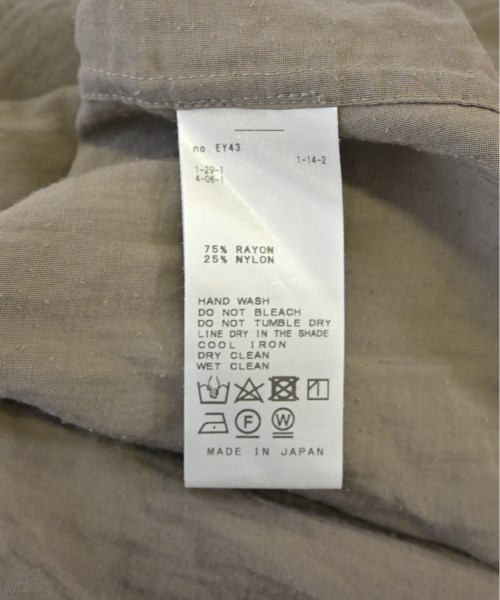 no. EY43
1-14-2
1-29-1
4-06-1
75% RAYON
25% NYLON
HAND WASH
DO NOT BLEACH
DO NOT TUMBLE DRY
LINE DRY IN THE SHADE
COOL IRON
DRY CLEAN
WET CLEAN
F W
MADE IN JAPAN